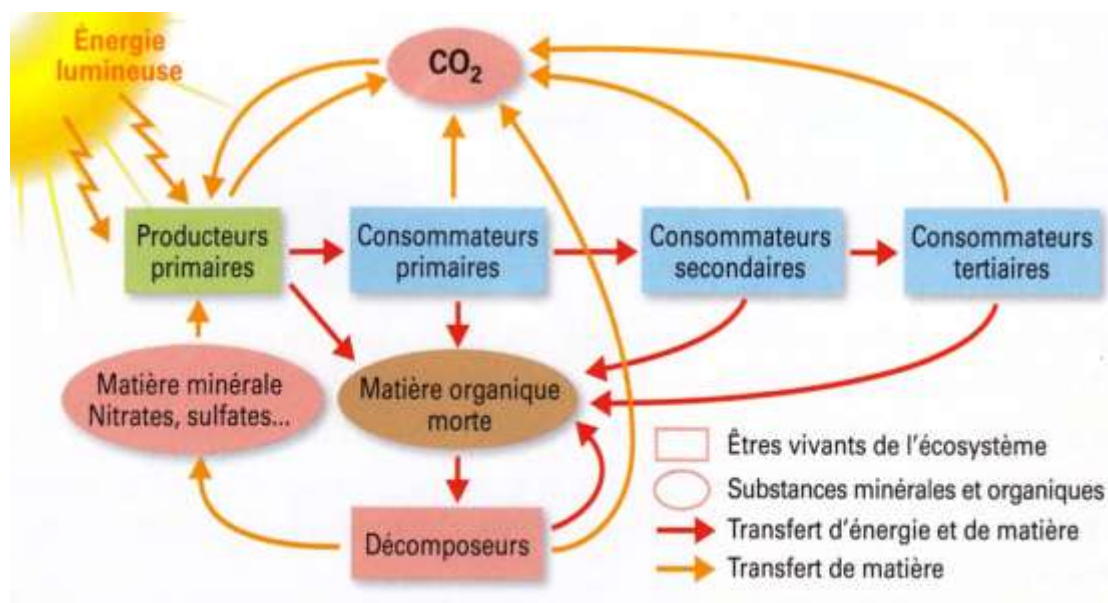 Énergie
lumineuse
CO₂
Producteurs
primaires
Consommateurs
primaires
Consommateurs
secondaires
Consommateurs
tertiaires
Matière minérale
Nitrates, sulfates...
Matière organique
morte
Décomposeurs
Êtres vivants de l'écosystème
Substances minérales et organiques
Transfert d'énergie et de matière
Transfert de matière